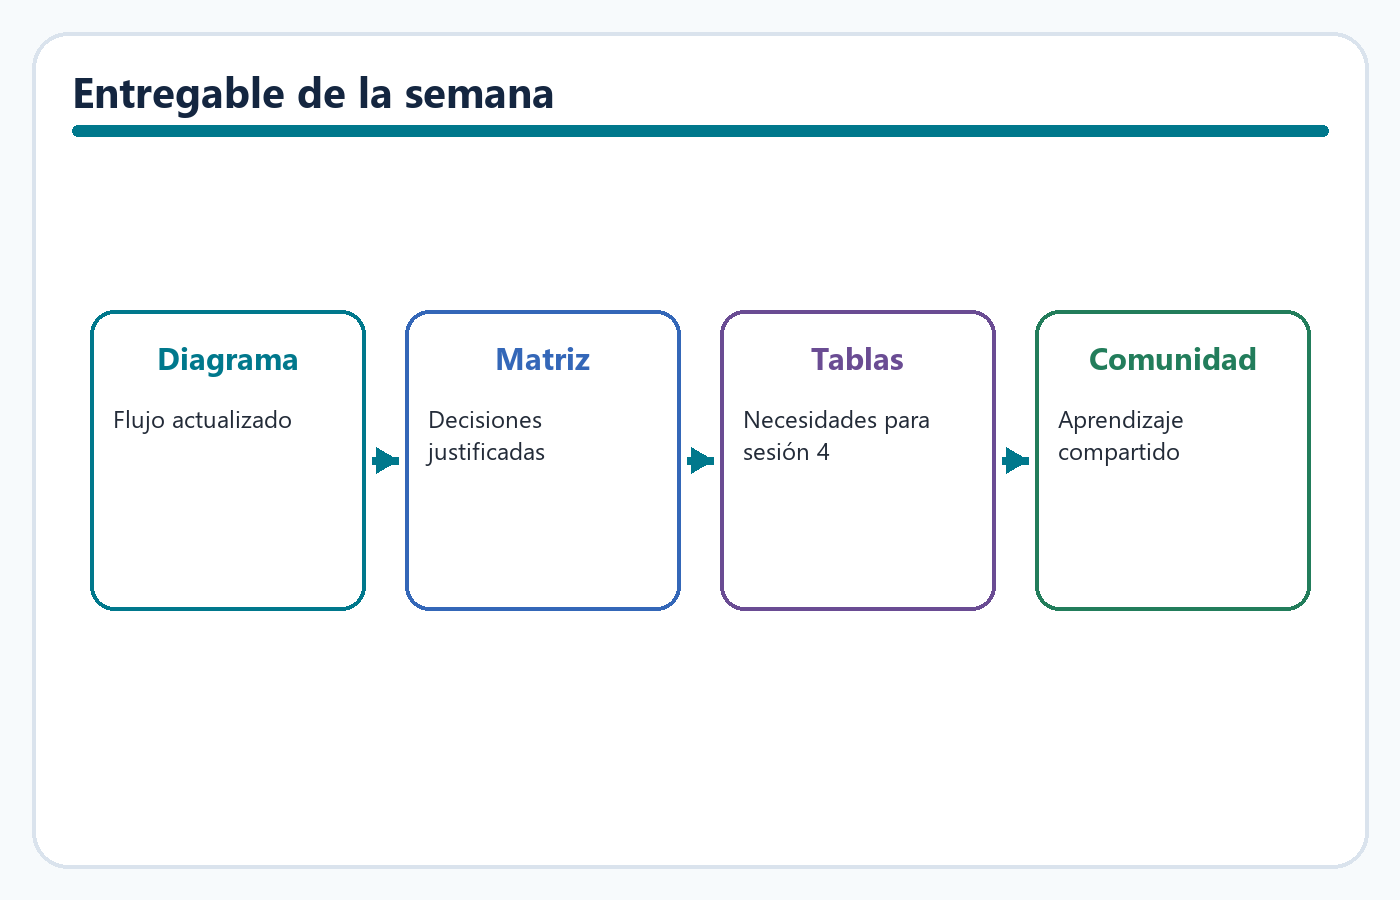 Entregable de la semana
Diagrama
Flujo actualizado
Matriz
Decisiones
justificadas
Tablas
Necesidades para
sesión 4
Comunidad
Aprendizaje
compartido